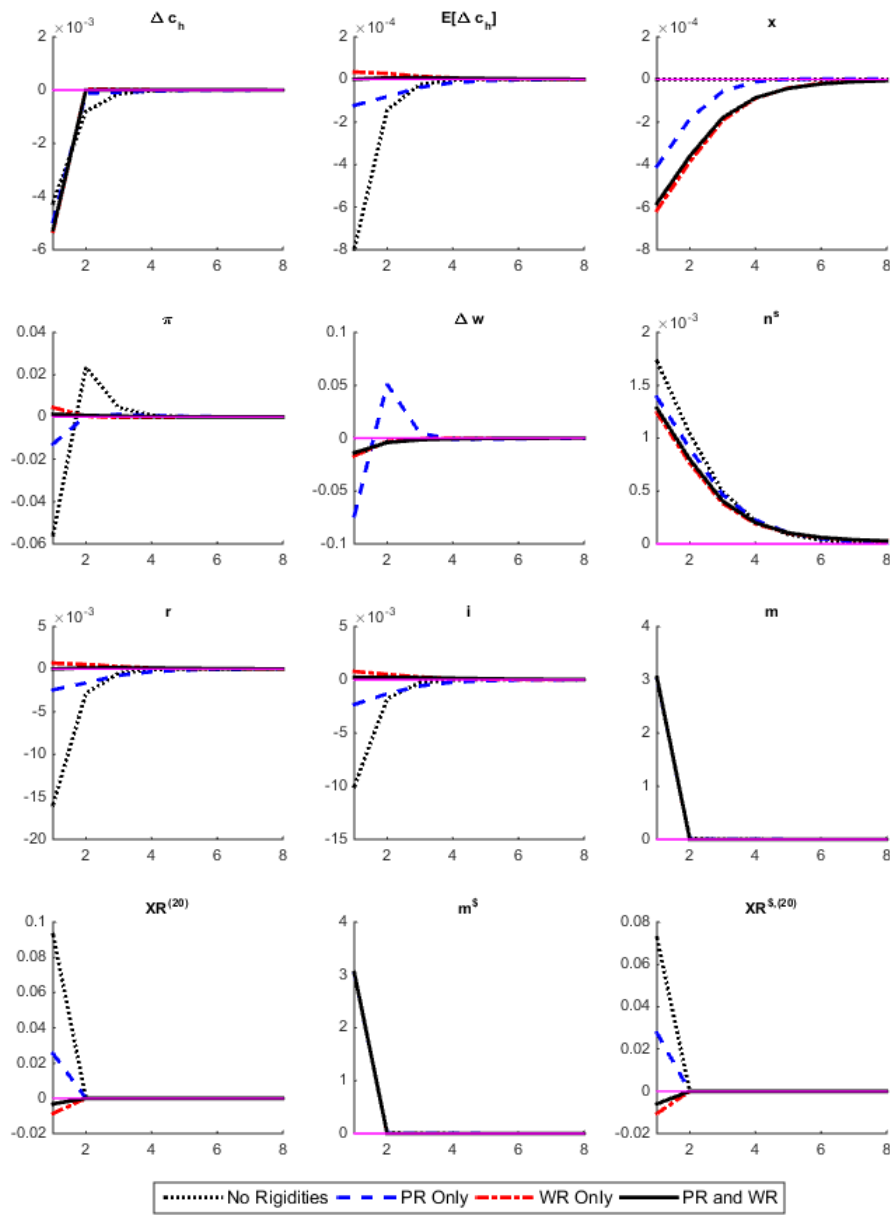 Δ c_h
×10^-3
2
0
-2
-4
-6
2 4 6 8
E[Δ c_h]
×10^-4
2
0
-2
-4
-6
-8
2 4 6 8
x
×10^-4
2
0
-2
-4
-6
-8
2 4 6 8
π
0.04
0.02
0
-0.02
-0.04
-0.06
2 4 6 8
Δ w
0.1
0.05
0
-0.05
-0.1
2 4 6 8
n^s
×10^-3
2
1.5
1
0.5
0
2 4 6 8
r
×10^-3
5
0
-5
-10
-15
-20
2 4 6 8
i
×10^-3
5
0
-5
-10
-15
2 4 6 8
m
4
3
2
1
0
2 4 6 8
XR^(20)
0.1
0.08
0.06
0.04
0.02
0
-0.02
2 4 6 8
m^$
4
3
2
1
0
2 4 6 8
XR^$,(20)
0.08
0.06
0.04
0.02
0
-0.02
2 4 6 8
No Rigidities PR Only WR Only PR and WR